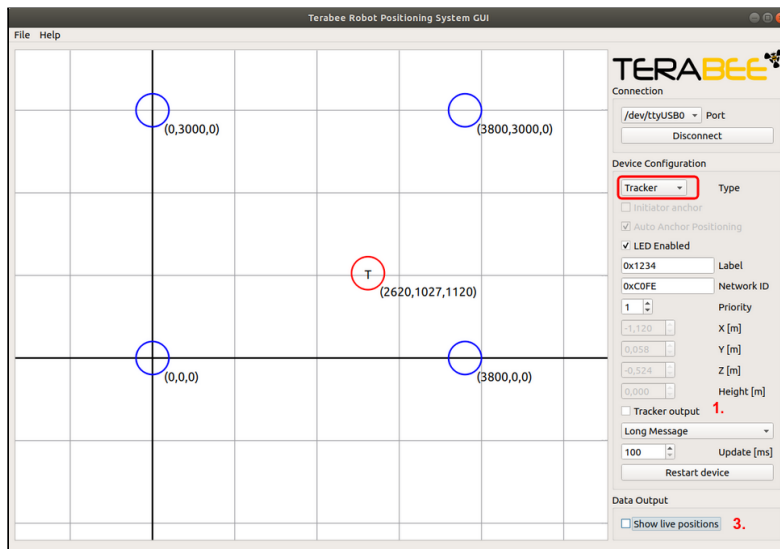 Terabee Robot Positioning System GUI
File Help
(0,3000,0)
(3800,3000,0)
T
(2620,1027,1120)
(0,0,0)
(3800,0,0)
TERABEE
Connection
/dev/ttyUSB0 Port
Disconnect
Device Configuration
Tracker Type
Initiator anchor
Auto Anchor Positioning
LED Enabled
0x1234 Label
0xC0FE Network ID
1 Priority
-1,120 X [m]
0,058 Y [m]
-0,524 Z [m]
0,000 Height [m]
Tracker output 1.
Long Message
100 Update [ms]
Restart device
Data Output
Show live positions 3.